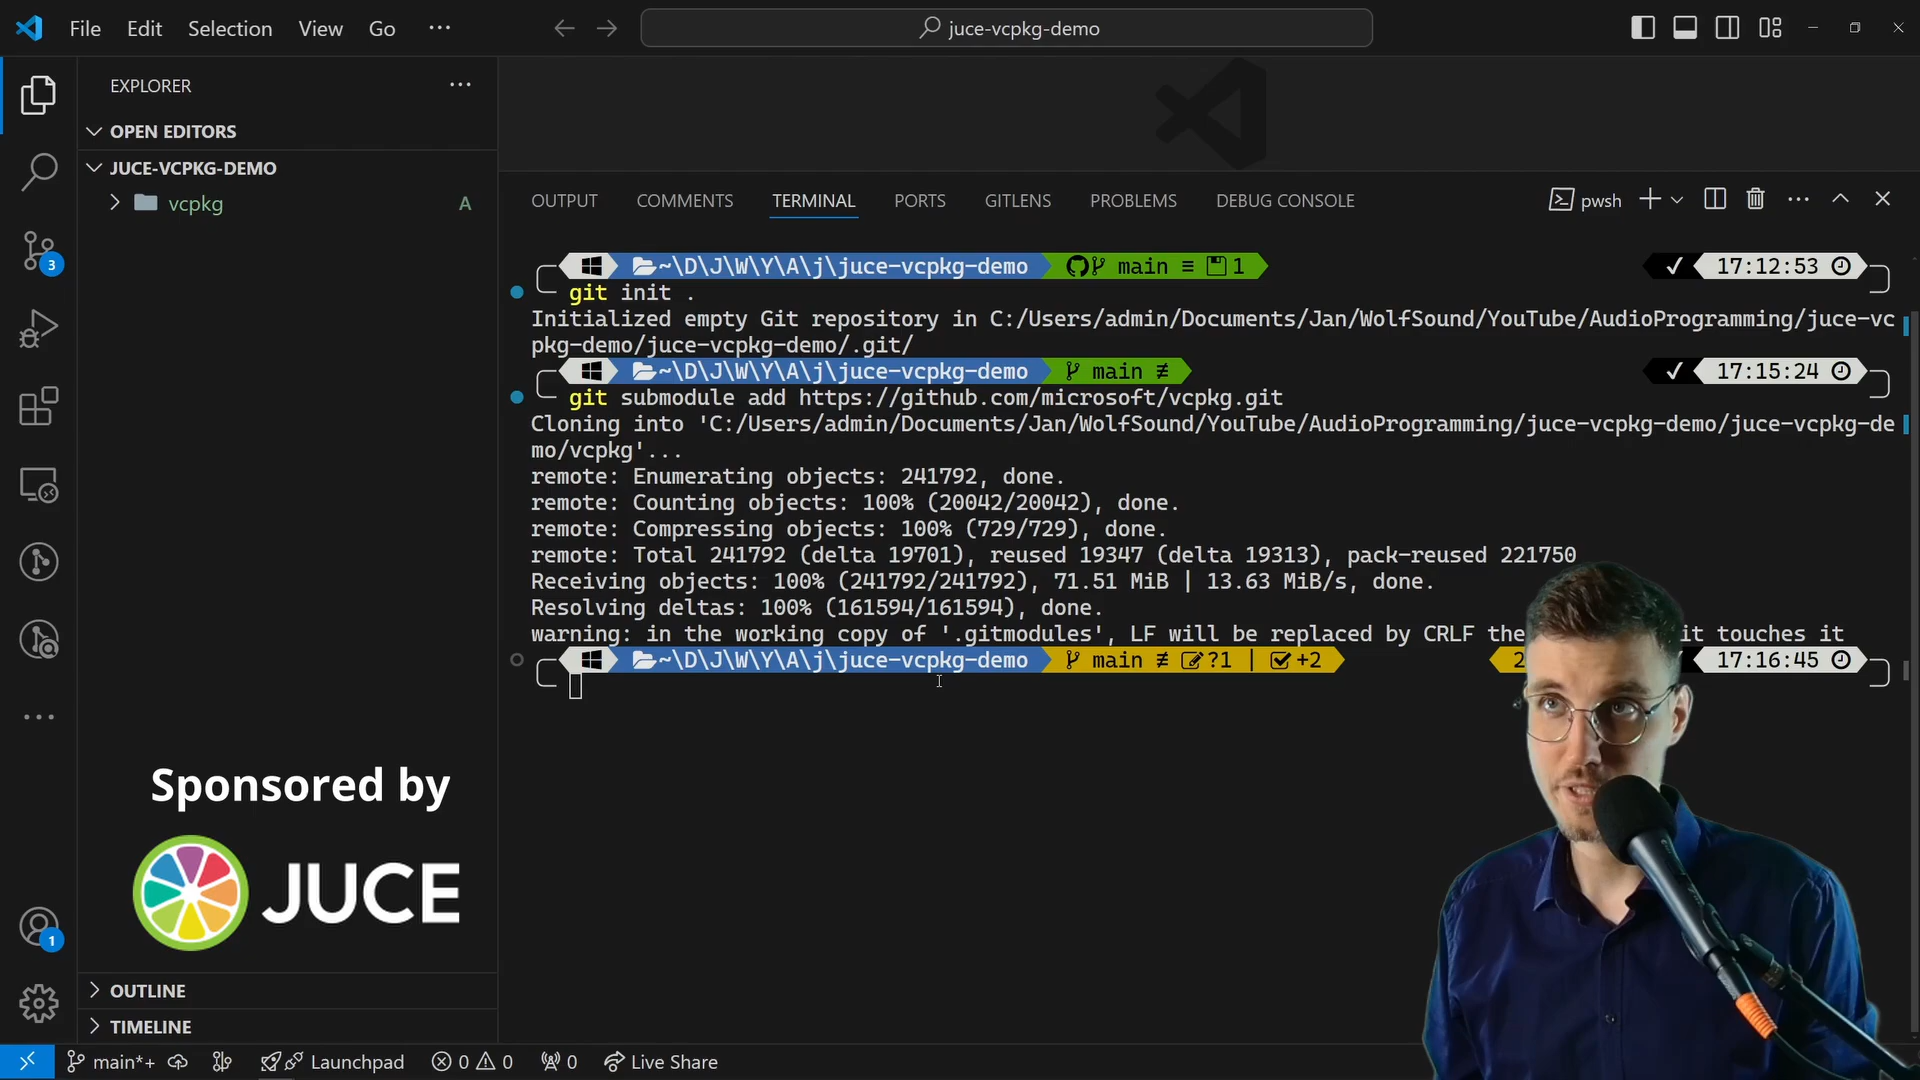 File Edit Selection View Go ···
juce-vcpkg-demo
EXPLORER
OPEN EDITORS
JUCE-VCPKG-DEMO
vcpkg A
3
OUTPUT COMMENTS TERMINAL PORTS GITLENS PROBLEMS DEBUG CONSOLE
pwsh
~\D\J\W\Y\A\j\juce-vcpkg-demo main ≡ 1 ✓ 17:12:53
git init .
Initialized empty Git repository in C:/Users/admin/Documents/Jan/WolfSound/YouTube/AudioProgramming/juce-vc
pkg-demo/juce-vcpkg-demo/.git/
~\D\J\W\Y\A\j\juce-vcpkg-demo main ≢ ✓ 17:15:24
git submodule add https://github.com/microsoft/vcpkg.git
Cloning into 'C:/Users/admin/Documents/Jan/WolfSound/YouTube/AudioProgramming/juce-vcpkg-demo/juce-vcpkg-de
mo/vcpkg'...
remote: Enumerating objects: 241792, done.
remote: Counting objects: 100% (20042/20042), done.
remote: Compressing objects: 100% (729/729), done.
remote: Total 241792 (delta 19701), reused 19347 (delta 19313), pack-reused 221750
Receiving objects: 100% (241792/241792), 71.51 MiB | 13.63 MiB/s, done.
Resolving deltas: 100% (161594/161594), done.
warning: in the working copy of '.gitmodules', LF will be replaced by CRLF the it touches it
~\D\J\W\Y\A\j\juce-vcpkg-demo main ≢ ?1 | +2 2 17:16:45
Sponsored by
JUCE
1
OUTLINE
TIMELINE
main*+ Launchpad 0 0 0 Live Share